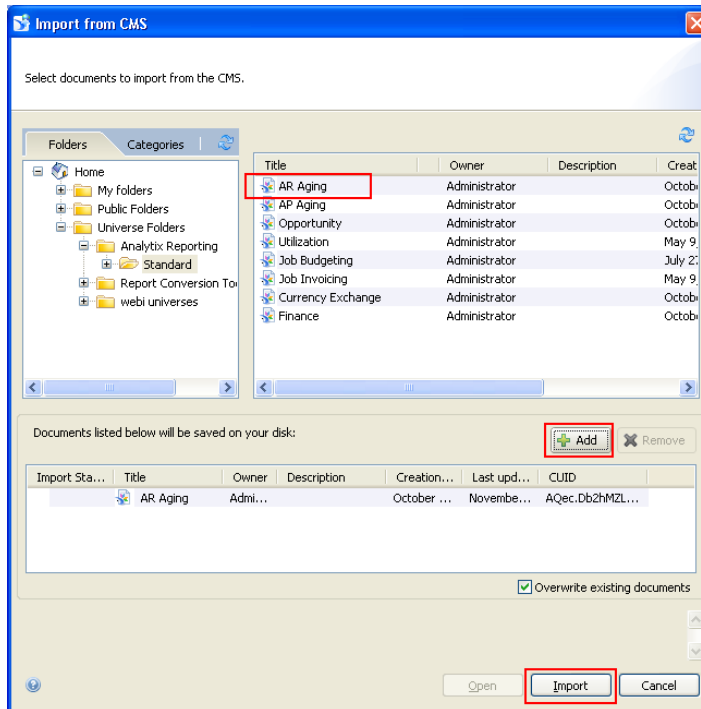 Import from CMS
Select documents to import from the CMS.
Folders Categories
Home
My folders
Public Folders
Universe Folders
Analytix Reporting
Standard
Report Conversion To
webi universes
Title Owner Description Creat
AR Aging Administrator Octob
AP Aging Administrator Octob
Opportunity Administrator Octob
Utilization Administrator May 9,
Job Budgeting Administrator July 27
Job Invoicing Administrator May 9,
Currency Exchange Administrator Octob
Finance Administrator Octob
Documents listed below will be saved on your disk:
Add Remove
Import Sta... Title Owner Description Creation... Last upd... CUID
AR Aging Admi... October ... Novembe... AQec.Db2hMZL...
Overwrite existing documents
Open Import Cancel